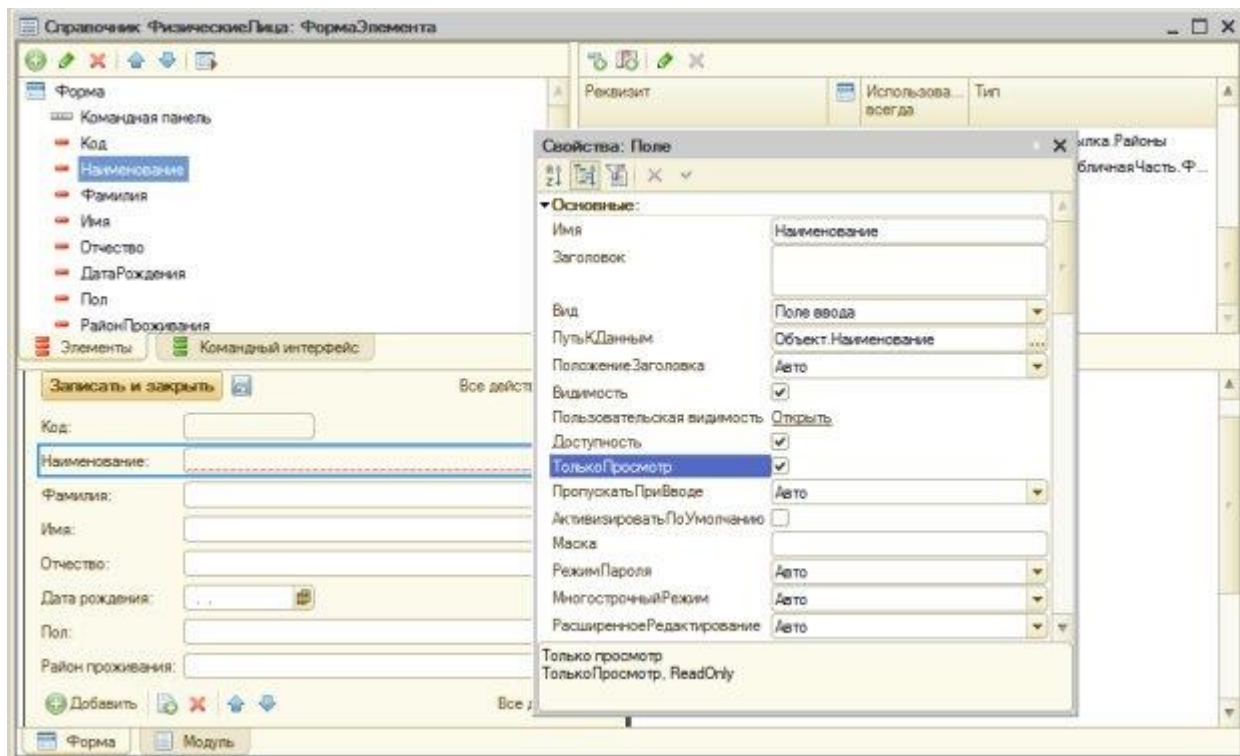 Справочник ФизическиеЛица: ФормаЭлемента
Форма
Командная панель
Код
Наименование
Фамилия
Имя
Отчество
ДатаРождения
Пол
РайонПроживания
Элементы
Командный интерфейс
Реквизит
Использова... всегда
Тип
ылка.Районы
бличнаяЧасть.Ф...
Записать и закрыть
Все действ
Код:
Наименование:
Фамилия:
Имя:
Отчество:
Дата рождения: . .
Пол:
Район проживания:
Добавить
Все д
Форма
Модуль
Свойства: Поле
Основные:
Имя Наименование
Заголовок
Вид Поле ввода
ПутьКДанным Объект.Наименование ...
ПоложениеЗаголовка Авто
Видимость
Пользовательская видимость Открыть
Доступность
ТолькоПросмотр
ПропускатьПриВводе Авто
АктивизироватьПоУмолчанию
Маска
РежимПароля Авто
МногострочныйРежим Авто
РасширенноеРедактирование Авто
Только просмотр
ТолькоПросмотр, ReadOnly